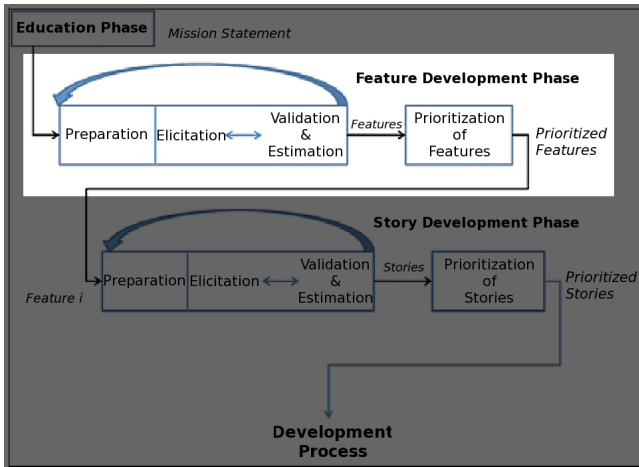 Education Phase
Mission Statement
Feature Development Phase
Preparation
Elicitation
Validation
&
Estimation
Features
Prioritization
of
Features
Prioritized
Features
Story Development Phase
Feature i
Preparation
Elicitation
Validation
&
Estimation
Stories
Prioritization
of
Stories
Prioritized
Stories
Development
Process